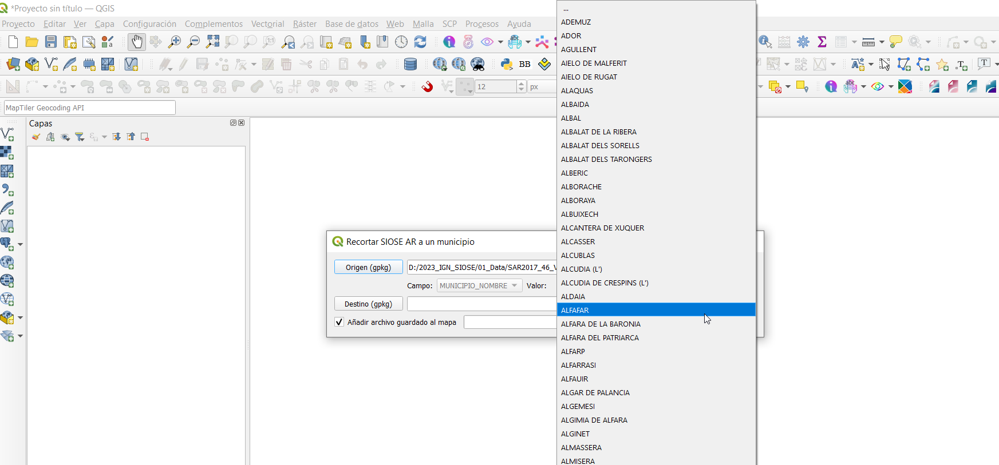 *Proyecto sin título — QGIS
Proyecto Editar Ver Capa Configuración Complementos Vectorial Ráster Base de datos Web Malla SCP Procesos Ayuda
1:1
abc
BB
T
T
12
px
abc
MapTiler Geocoding API
Capas
Recortar SIOSE AR a un municipio
Origen (gpkg)
D:/2023_IGN_SIOSE/01_Data/SAR2017_46_V
Campo: MUNICIPIO_NOMBRE Valor:
Destino (gpkg)
Añadir archivo guardado al mapa
...
ADEMUZ
ADOR
AGULLENT
AIELO DE MALFERIT
AIELO DE RUGAT
ALAQUAS
ALBAIDA
ALBAL
ALBALAT DE LA RIBERA
ALBALAT DELS SORELLS
ALBALAT DELS TARONGERS
ALBERIC
ALBORACHE
ALBORAYA
ALBUIXECH
ALCANTERA DE XUQUER
ALCASSER
ALCUBLAS
ALCUDIA (L')
ALCUDIA DE CRESPINS (L')
ALDAIA
ALFAFAR
ALFARA DE LA BARONIA
ALFARA DEL PATRIARCA
ALFARP
ALFARRASI
ALFAUIR
ALGAR DE PALANCIA
ALGEMESI
ALGIMIA DE ALFARA
ALGINET
ALMASSERA
ALMISERA